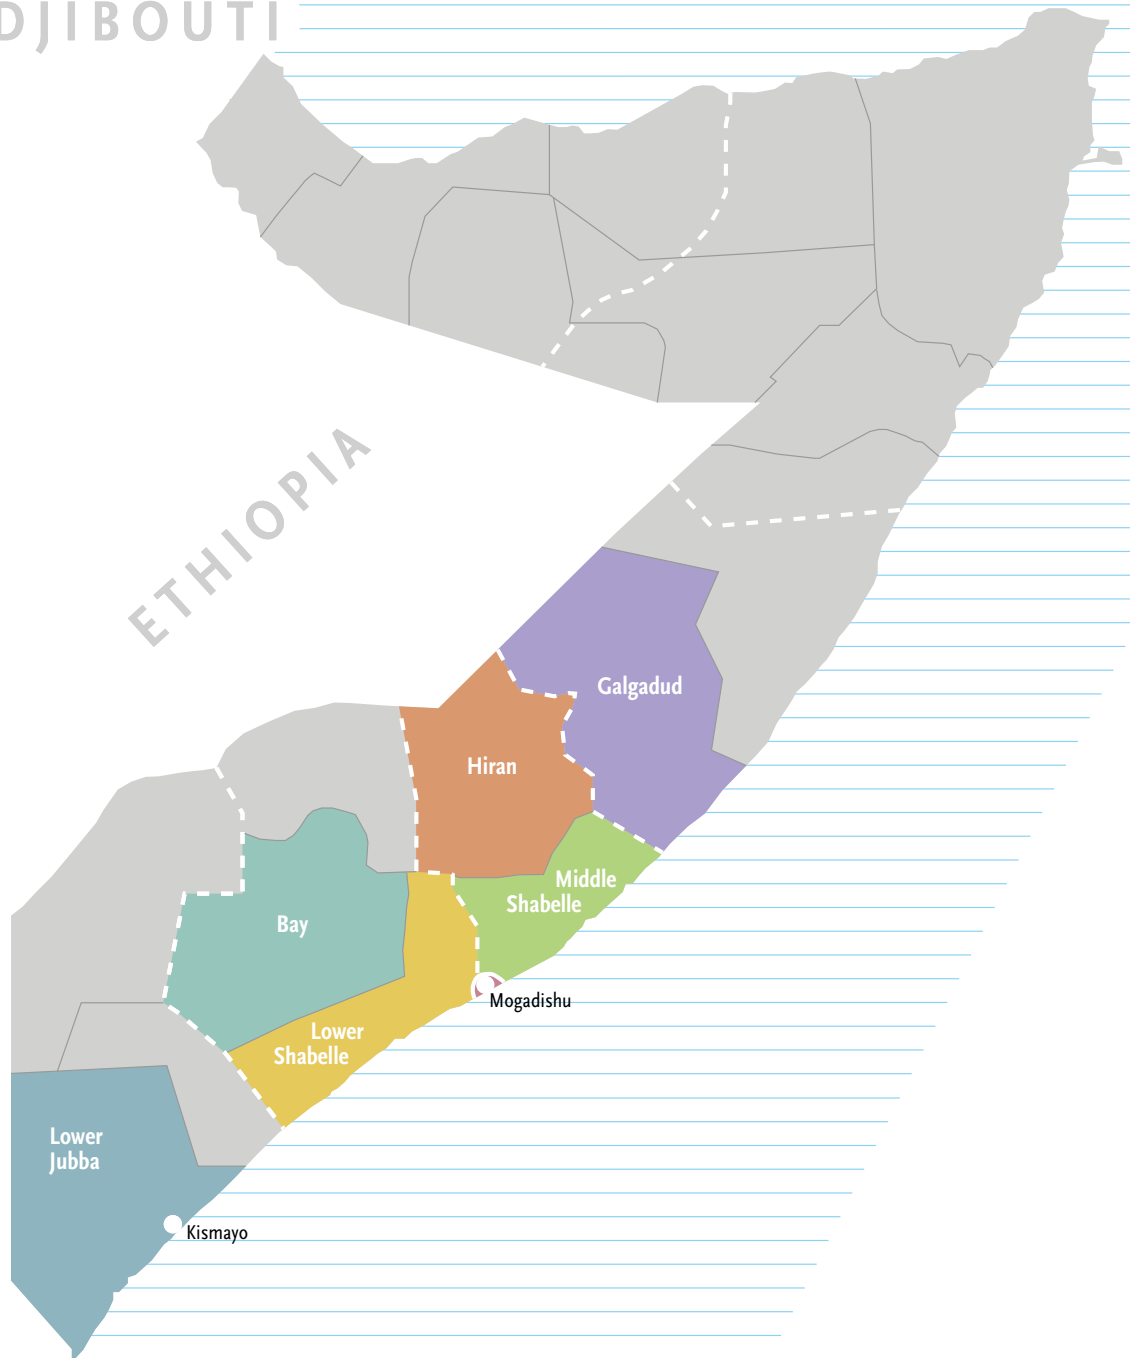 DJIBOUTI
ETHIOPIA
Galgadud
Hiran
Middle
Shabelle
Bay
Mogadishu
Lower
Shabelle
Lower
Jubba
Kismayo